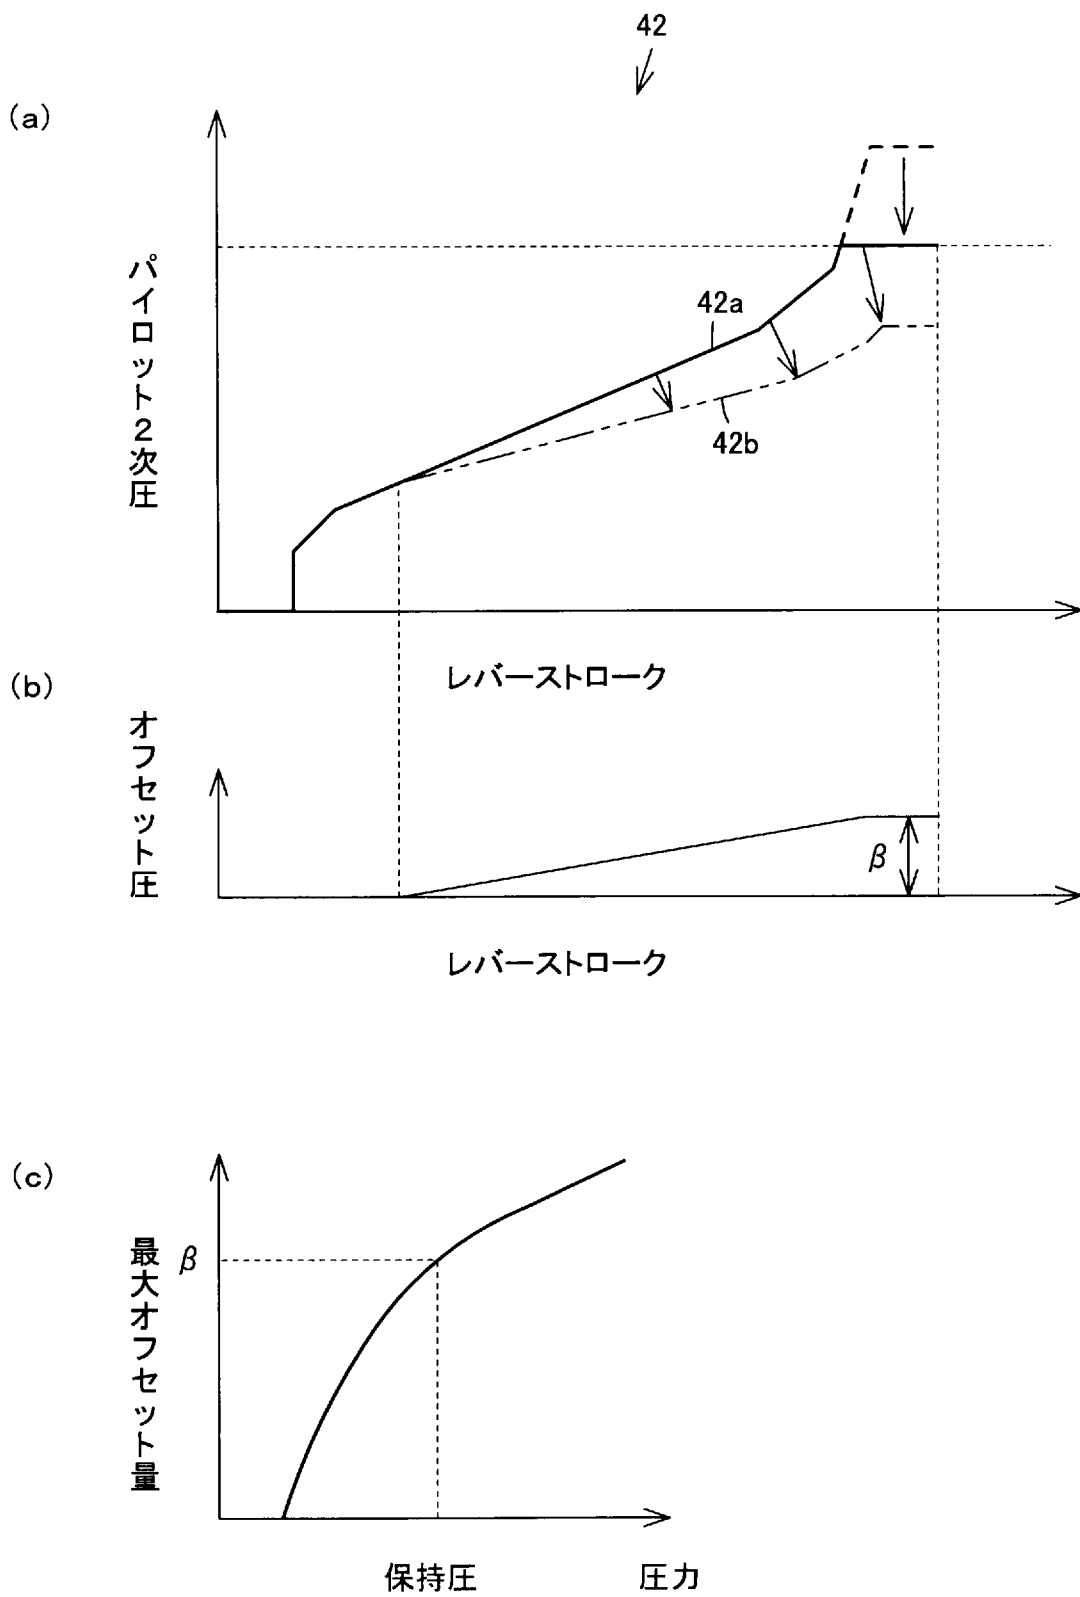 42
(a)
パイロット2次圧
42a
42b
レバーストローク
(b)
オフセット圧
β
レバーストローク
(c)
最大オフセット量
β
保持圧
圧力